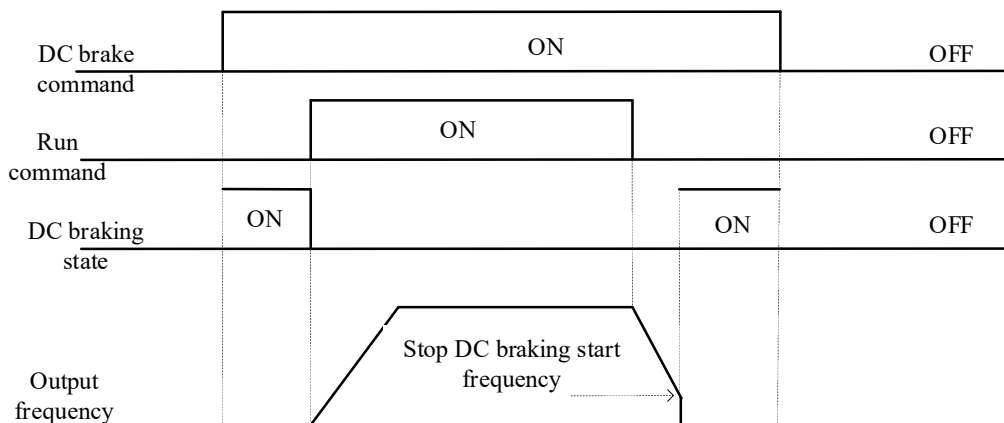 DC brake
command
ON
OFF
Run
command
ON
OFF
DC braking
state
ON
ON
OFF
Output
frequency
Stop DC braking start
frequency